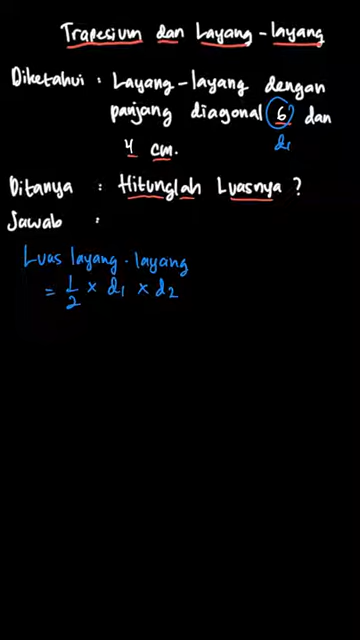 Trapesium dan Layang-layang
Diketahui : Layang-layang dengan
panjang diagonal 6 dan
d1
4 cm.
Ditanya : Hitunglah Luasnya ?
Jawab :
Luas layang-layang
= 1/2 × d1 × d2